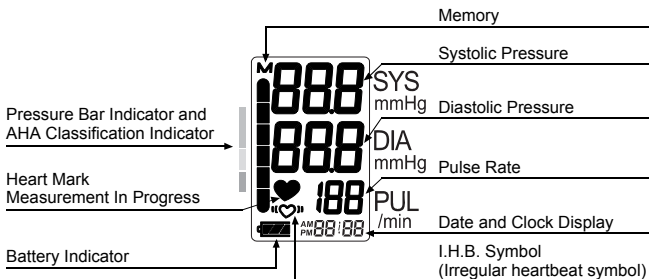 Memory
Systolic Pressure
M 888 SYS
mmHg
Diastolic Pressure
Pressure Bar Indicator and
AHA Classification Indicator
888 DIA
mmHg
Pulse Rate
Heart Mark
Measurement In Progress
188 PUL
/min
Date and Clock Display
AM
PM 88:88
Battery Indicator
I.H.B. Symbol
(Irregular heartbeat symbol)